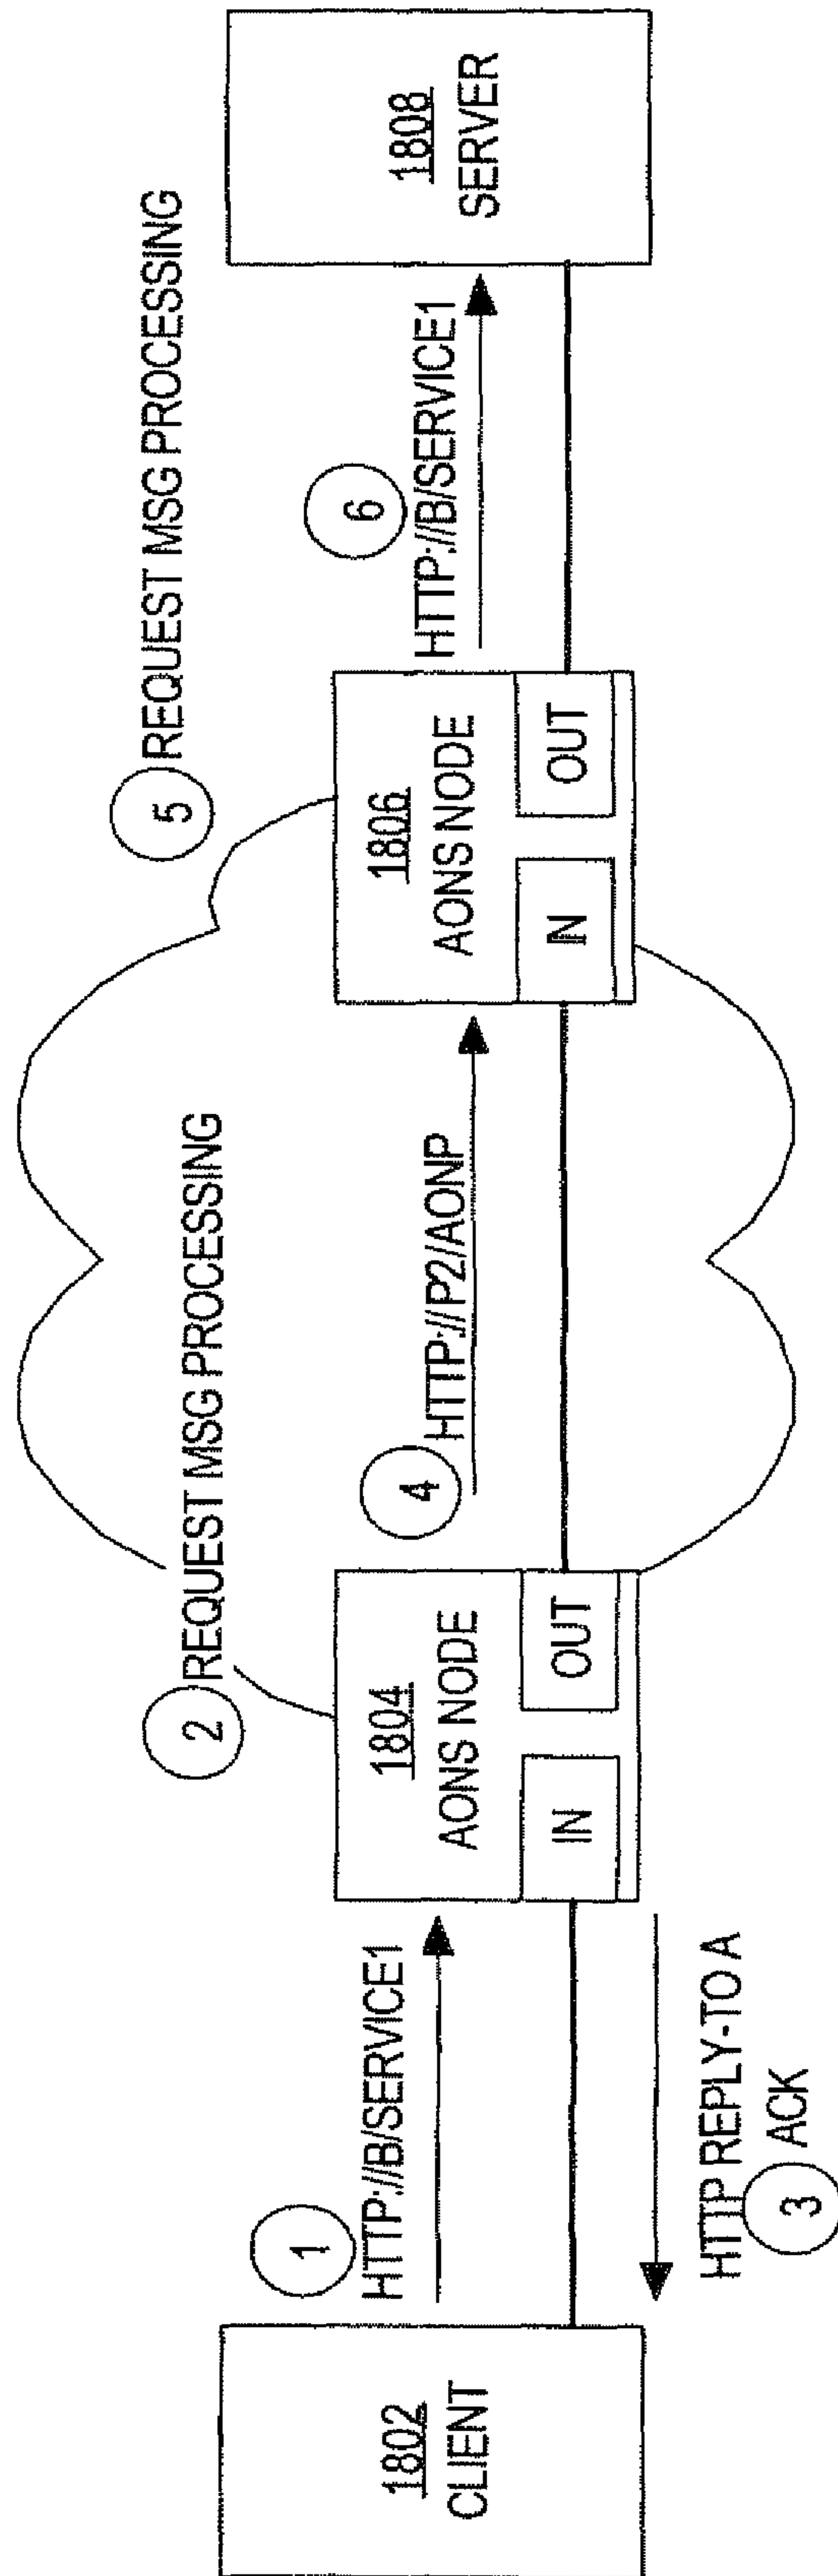 1802
CLIENT
1
HTTP://B/SERVICE1
HTTP REPLY-TO A
3 ACK
2 REQUEST MSG PROCESSING
1804
AONS NODE
IN
OUT
4
HTTP://P2/AONP
5 REQUEST MSG PROCESSING
1806
AONS NODE
IN
OUT
6
HTTP://B/SERVICE1
1808
SERVER